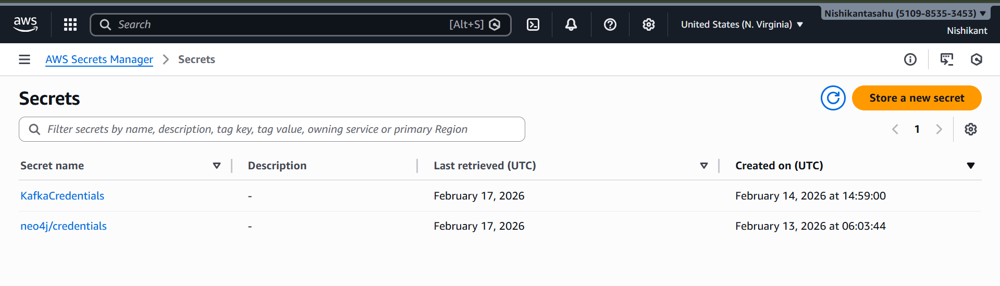 aws
Search [Alt+S]
United States (N. Virginia)
Nishikantasahu (5109-8535-3453)
Nishikant
AWS Secrets Manager
Secrets
Secrets
Store a new secret
Filter secrets by name, description, tag key, tag value, owning service or primary Region
1
Secret name Description Last retrieved (UTC) Created on (UTC)
KafkaCredentials - February 17, 2026 February 14, 2026 at 14:59:00
neo4j/credentials - February 17, 2026 February 13, 2026 at 06:03:44